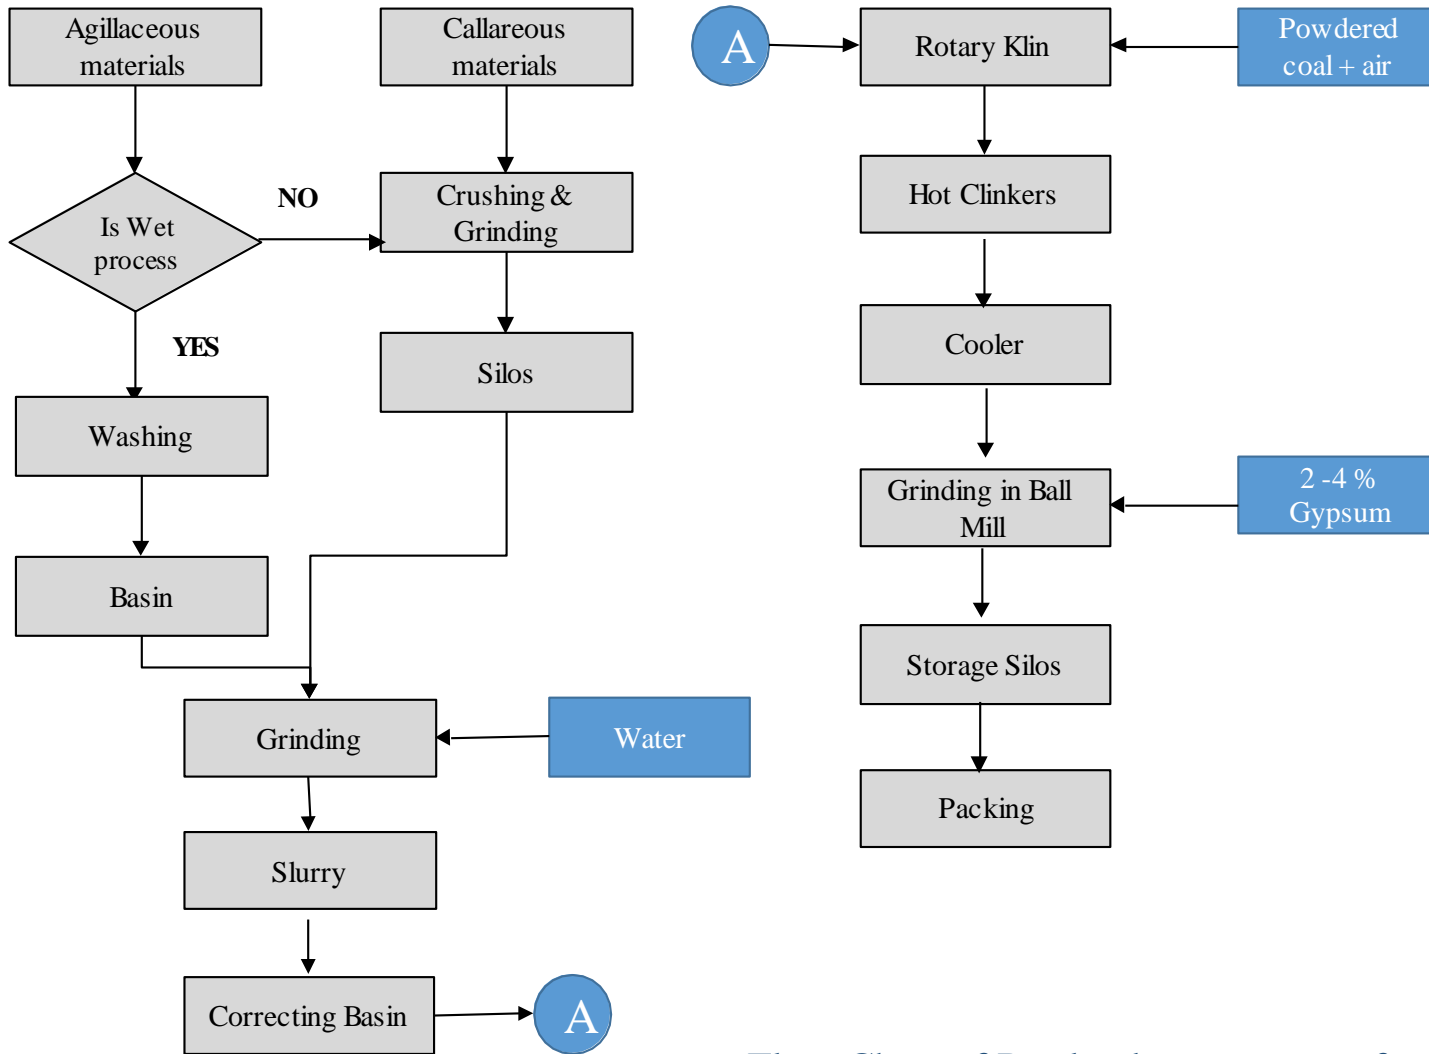 Agillaceous
materials
Callareous
materials
Is Wet
process
NO
YES
Crushing &
Grinding
Silos
Washing
Basin
Grinding
Water
Slurry
Correcting Basin
A
A
Rotary Klin
Powdered
coal + air
Hot Clinkers
Cooler
Grinding in Ball
Mill
2 -4 %
Gypsum
Storage Silos
Packing